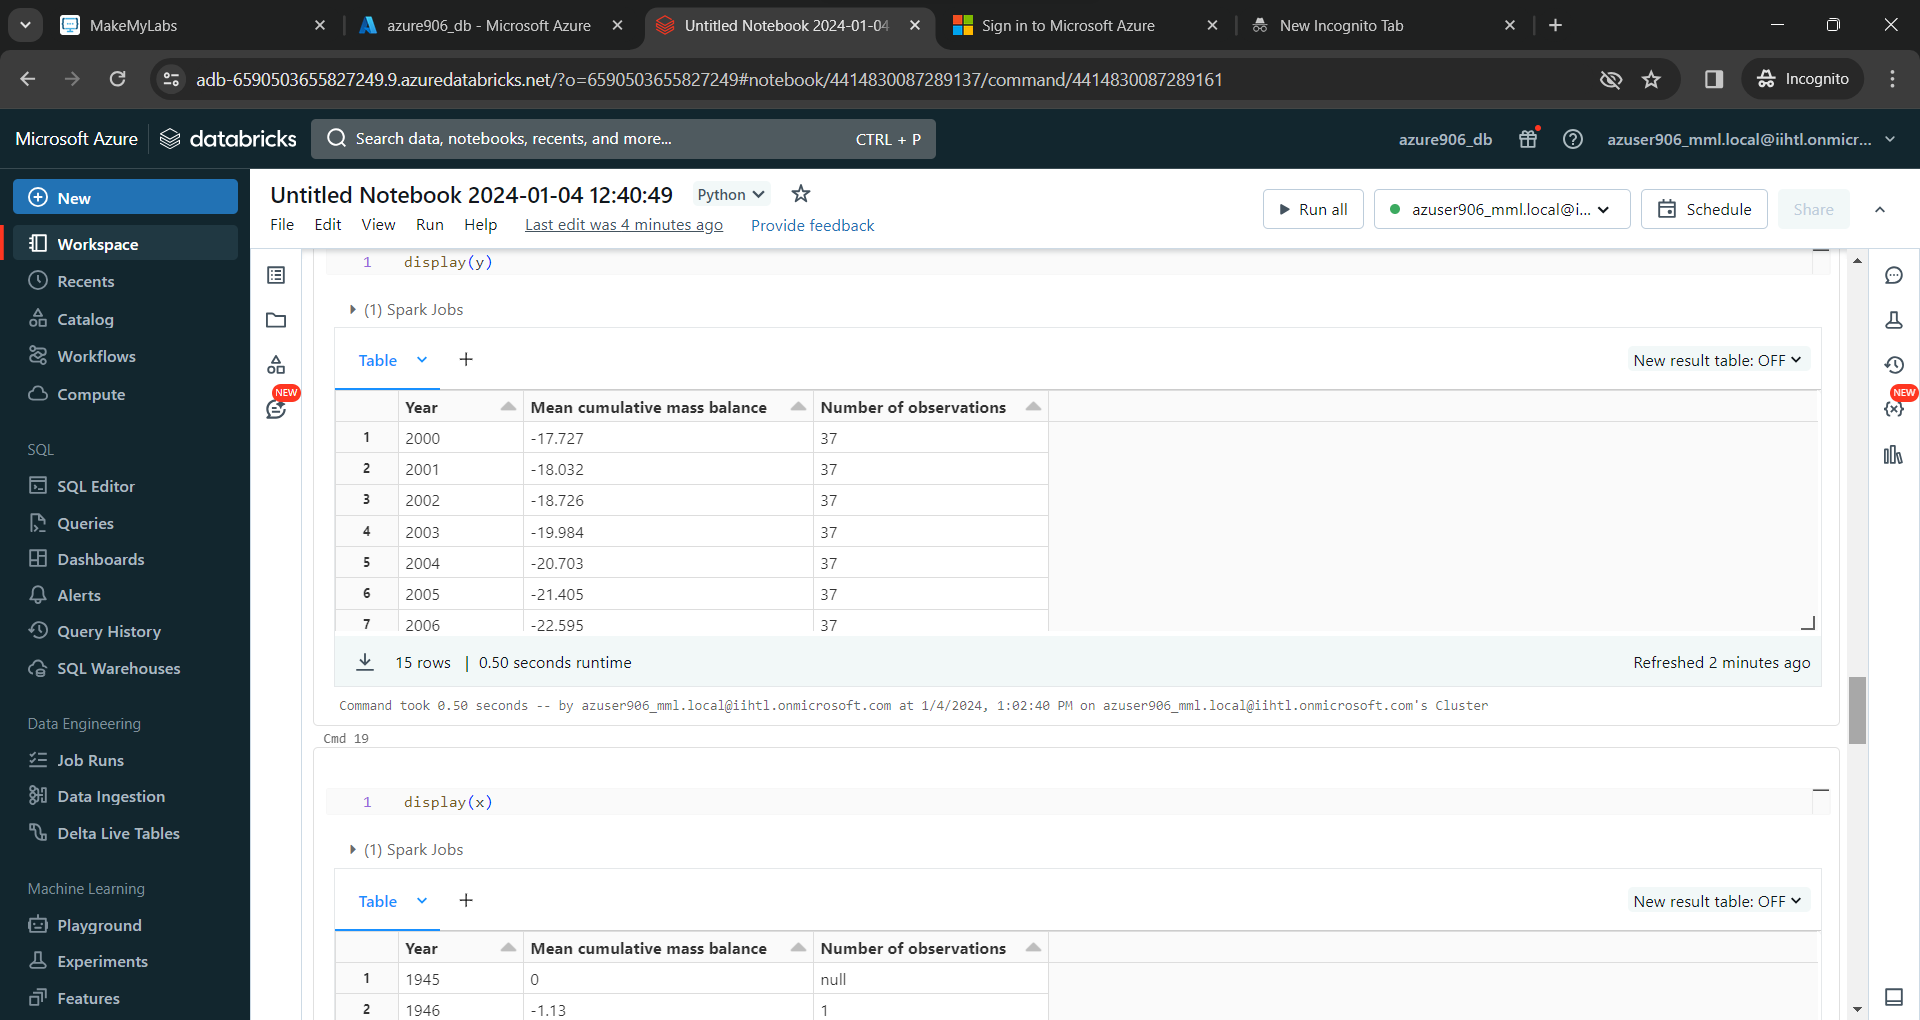 MakeMyLabs
azure906_db - Microsoft Azure
Untitled Notebook 2024-01-04
Sign in to Microsoft Azure
New Incognito Tab
adb-6590503655827249.9.azuredatabricks.net/?o=6590503655827249#notebook/4414830087289137/command/4414830087289161
Incognito
Microsoft Azure
databricks
Search data, notebooks, recents, and more...
CTRL + P
azure906_db
azuser906_mml.local@iihtl.onmicr...
New
Workspace
Recents
Catalog
Workflows
Compute
SQL
SQL Editor
Queries
Dashboards
Alerts
Query History
SQL Warehouses
Data Engineering
Job Runs
Data Ingestion
Delta Live Tables
Machine Learning
Playground
Experiments
Features
Untitled Notebook 2024-01-04 12:40:49
Python
File Edit View Run Help Last edit was 4 minutes ago Provide feedback
Run all
azuser906_mml.local@i...
Schedule
Share
NEW
NEW
1 display(y)
(1) Spark Jobs
Table +
New result table: OFF
Year Mean cumulative mass balance Number of observations
1 2000 -17.727 37
2 2001 -18.032 37
3 2002 -18.726 37
4 2003 -19.984 37
5 2004 -20.703 37
6 2005 -21.405 37
7 2006 -22.595 37
15 rows | 0.50 seconds runtime
Refreshed 2 minutes ago
Command took 0.50 seconds -- by azuser906_mml.local@iihtl.onmicrosoft.com at 1/4/2024, 1:02:40 PM on azuser906_mml.local@iihtl.onmicrosoft.com's Cluster
Cmd 19
1 display(x)
(1) Spark Jobs
Table +
New result table: OFF
Year Mean cumulative mass balance Number of observations
1 1945 0 null
2 1946 -1.13 1